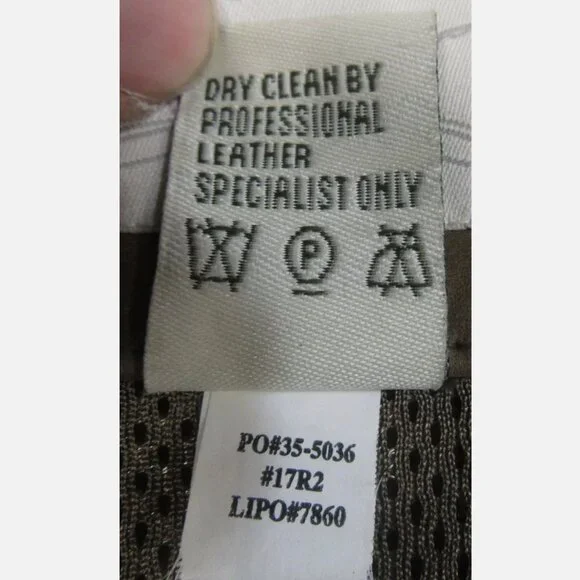 DRY CLEAN BY
PROFESSIONAL
LEATHER
SPECIALIST ONLY
P
PO#35-5036
#17R2
LIPO#7860